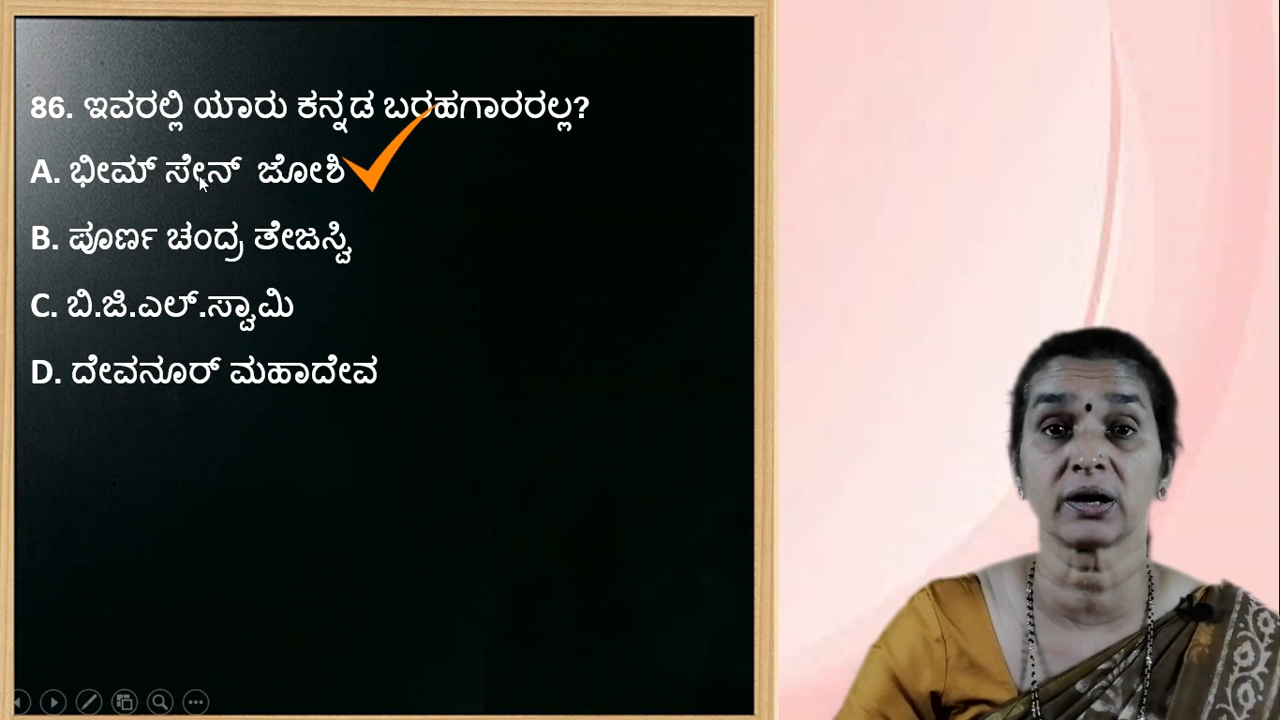 86. ಇವರಲ್ಲಿ ಯಾರು ಕನ್ನಡ ಬರಹಗಾರರಲ್ಲ?
A. ಭೀಮ್ ಸೇನ್ ಜೋಶಿ
B. ಪೂರ್ಣ ಚಂದ್ರ ತೇಜಸ್ವಿ
C. ಬಿ.ಜಿ.ಎಲ್.ಸ್ವಾಮಿ
D. ದೇವನೂರ್ ಮಹಾದೇವ